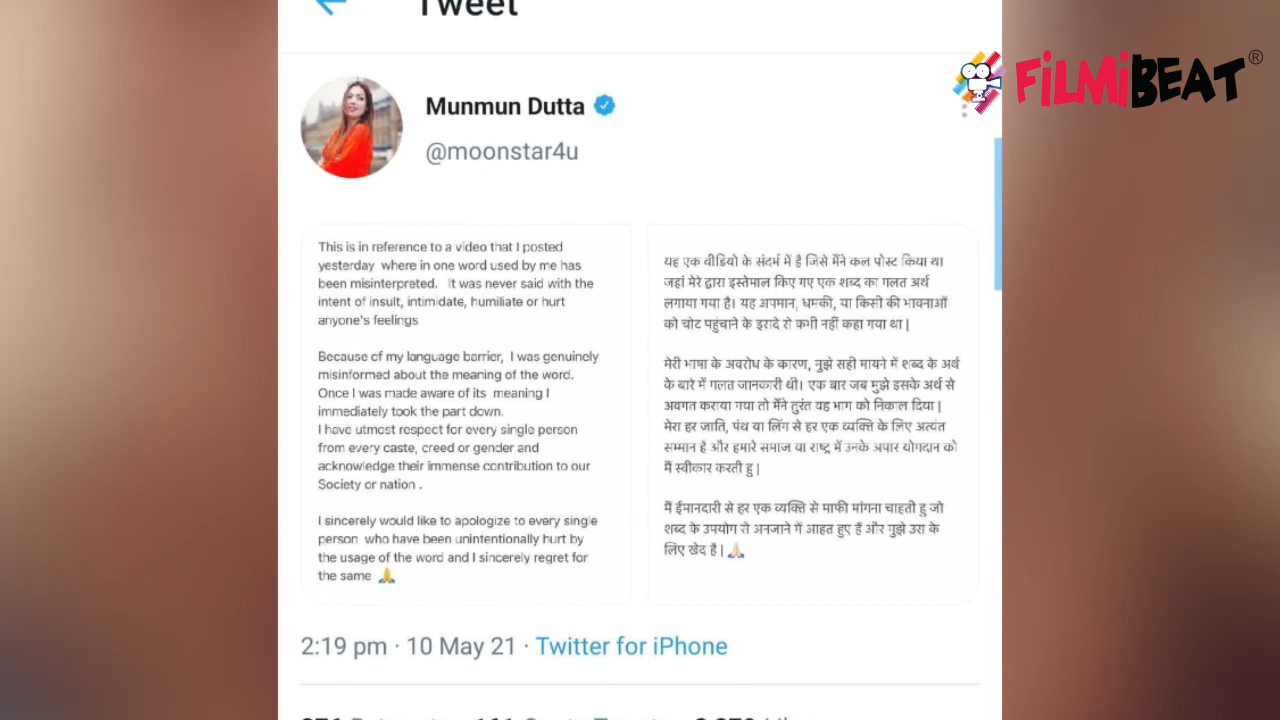 Tweet
FiLMiBEAT®
Munmun Dutta
@moonstar4u
This is in reference to a video that I posted
yesterday where in one word used by me has
been misinterpreted. It was never said with the
intent of insult, intimidate, humiliate or hurt
anyone's feelings
Because of my language barrier, I was genuinely
misinformed about the meaning of the word.
Once I was made aware of its meaning I
immediately took the part down.
I have utmost respect for every single person
from every caste, creed or gender and
acknowledge their immense contribution to our
Society or nation .
I sincerely would like to apologize to every single
person who have been unintentionally hurt by
the usage of the word and I sincerely regret for
the same 🙏
यह एक वीडियो के संदर्भ में है जिसे मैंने कल पोस्ट किया था
जहां मेरे द्वारा इस्तेमाल किए गए एक शब्द का गलत अर्थ
लगाया गया है। यह अपमान, धमकी, या किसी की भावनाओं
को चोट पहुंचाने के इरादे से कभी नहीं कहा गया था |
मेरी भाषा के अवरोध के कारण, मुझे सही मायने में शब्द के अर्थ
के बारे में गलत जानकारी थी। एक बार जब मुझे इसके अर्थ से
अवगत कराया गया तो मैंने तुरंत यह भाग को निकाल दिया |
मेरा हर जाति, पंथ या लिंग से हर एक व्यक्ति के लिए अत्यंत
सम्मान है और हमारे समाज या राष्ट्र में उनके अपार योगदान को
मैं स्वीकार करती हु |
मैं ईमानदारी से हर एक व्यक्ति से माफी मांगना चाहती हु जो
शब्द के उपयोग से अनजाने में आहत हुए हैं और मुझे उस के
लिए खेद है | 🙏🏻
2:19 pm · 10 May 21 · Twitter for iPhone